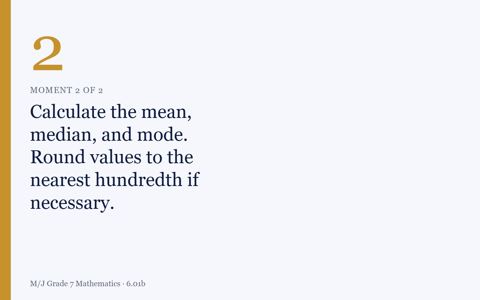 2
MOMENT 2 OF 2
Calculate the mean,
median, and mode.
Round values to the
nearest hundredth if
necessary.
M/J Grade 7 Mathematics · 6.01b